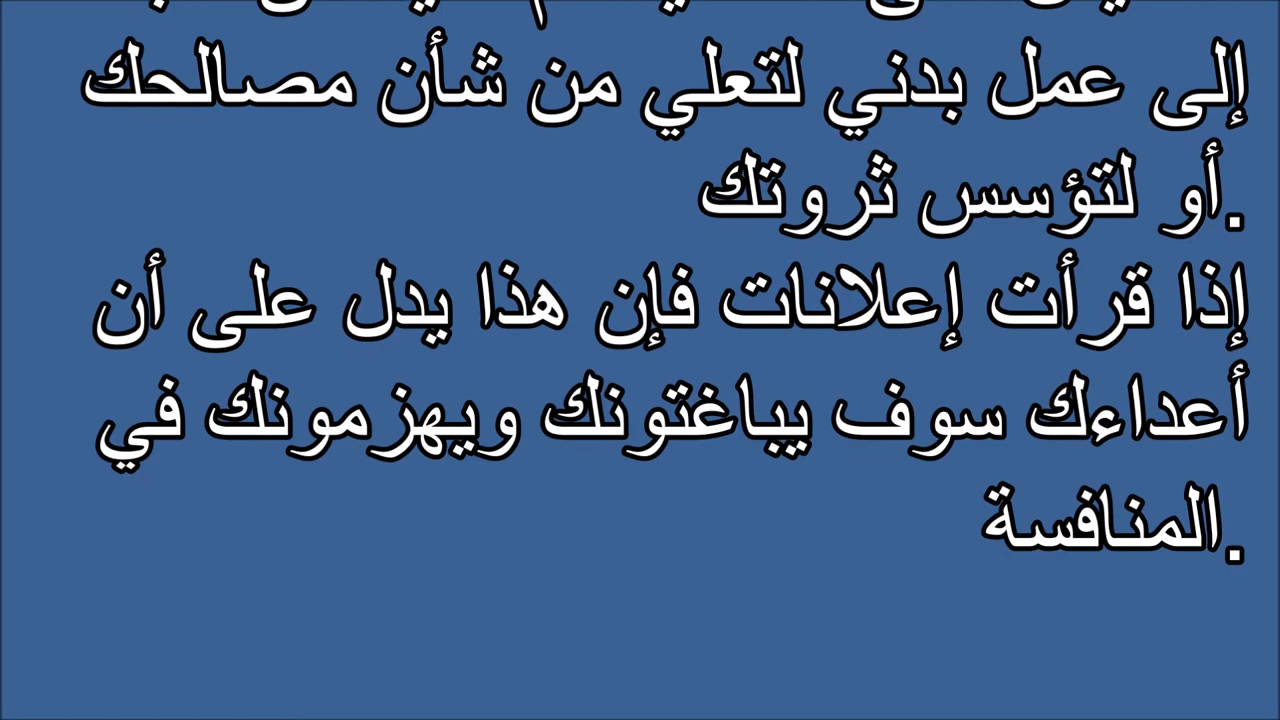 إلى عمل بدني لتعلي من شأن مصالحك
أو لتؤسس ثروتك.
إذا قرأت إعلانات فإن هذا يدل على أن
أعداءك سوف يباغتونك ويهزمونك في
المنافسة.